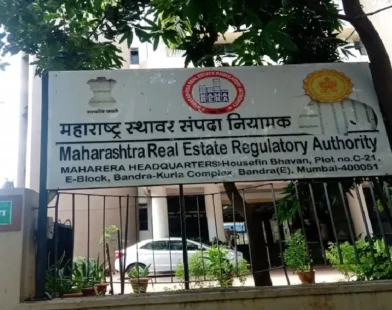 महाराष्ट्र स्थावर संपदा नियामक
Maharashtra Real Estate Regulatory Authority
MAHARERA HEADQUARTERS:Housefin Bhavan, Plot no.C-21,
E-Block, Bandra-Kurla Complex, Bandra(E), Mumbai-400051